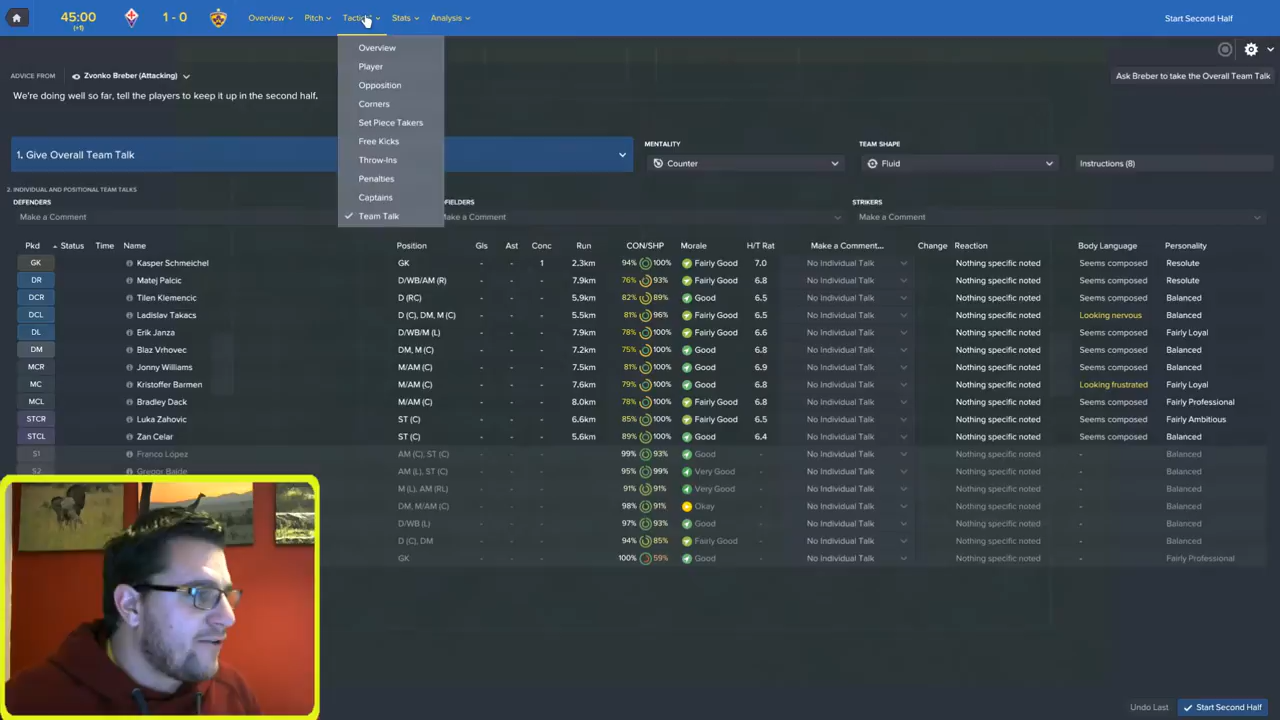 45:00
(+1)
1 - 0
Overview
Pitch
Tactics
Stats
Analysis
Start Second Half
Overview
Player
Opposition
Corners
Set Piece Takers
Free Kicks
Throw-Ins
Penalties
Captains
Team Talk
ADVICE FROM Zvonko Breber (Attacking)
Ask Breber to take the Overall Team Talk
We're doing well so far, tell the players to keep it up in the second half.
1. Give Overall Team Talk
MENTALITY
Counter
TEAM SHAPE
Fluid
Instructions (8)
2. INDIVIDUAL AND POSITIONAL TEAM TALKS
DEFENDERS
Make a Comment
Make a Comment
STRIKERS
Make a Comment
Pkd Status Time Name Position Gls Ast Conc Run CON/SHP Morale H/T Rat Make a Comment... Change Reaction Body Language Personality
GK Kasper Schmeichel GK - - 1 2.3km 94% 100% Fairly Good 7.0 No Individual Talk Nothing specific noted Seems composed Resolute
DR Matej Palcic D/WB/AM (R) - - - 7.9km 76% 93% Fairly Good 6.8 No Individual Talk Nothing specific noted Seems composed Resolute
DCR Tilen Klemencic D (RC) - - - 5.9km 82% 89% Good 6.5 No Individual Talk Nothing specific noted Seems composed Balanced
DCL Ladislav Takacs D (C), DM, M (C) - - - 5.5km 81% 96% Fairly Good 6.5 No Individual Talk Nothing specific noted Looking nervous Balanced
DL Erik Janza D/WB/M (L) - - - 7.9km 78% 100% Fairly Good 6.6 No Individual Talk Nothing specific noted Seems composed Fairly Loyal
DM Blaz Vrhovec DM, M (C) - - - 7.2km 75% 100% Good 6.8 No Individual Talk Nothing specific noted Seems composed Balanced
MCR Jonny Williams M/AM (C) - - - 7.5km 81% 100% Good 6.9 No Individual Talk Nothing specific noted Seems composed Balanced
MC Kristoffer Barmen M/AM (C) - - - 7.6km 79% 100% Good 6.8 No Individual Talk Nothing specific noted Looking frustrated Fairly Loyal
MCL Bradley Dack M/AM (C) - - - 8.0km 78% 100% Fairly Good 6.8 No Individual Talk Nothing specific noted Seems composed Fairly Professional
STCR Luka Zahovic ST (C) - - - 6.6km 85% 100% Fairly Good 6.5 No Individual Talk Nothing specific noted Seems composed Fairly Ambitious
STCL Zan Celar ST (C) - - - 5.6km 89% 100% Good 6.4 No Individual Talk Nothing specific noted Seems composed Balanced
S1 Franco López AM (C), ST (C) - - - 99% 93% Good - No Individual Talk Nothing specific noted - Balanced
S2 Gregor Bajde AM (L), ST (C) - - - 95% 99% Very Good - No Individual Talk Nothing specific noted - Balanced
M (L), AM (RL) - - - 91% 91% Very Good - No Individual Talk Nothing specific noted - Balanced
DM, M/AM (C) - - - 98% 91% Okay - No Individual Talk Nothing specific noted - Balanced
D/WB (L) - - - 97% 93% Good - No Individual Talk Nothing specific noted - Balanced
D (C), DM - - - 94% 85% Fairly Good - No Individual Talk Nothing specific noted - Balanced
GK - - - 100% 59% Good - No Individual Talk Nothing specific noted - Fairly Professional
Undo Last
Start Second Half